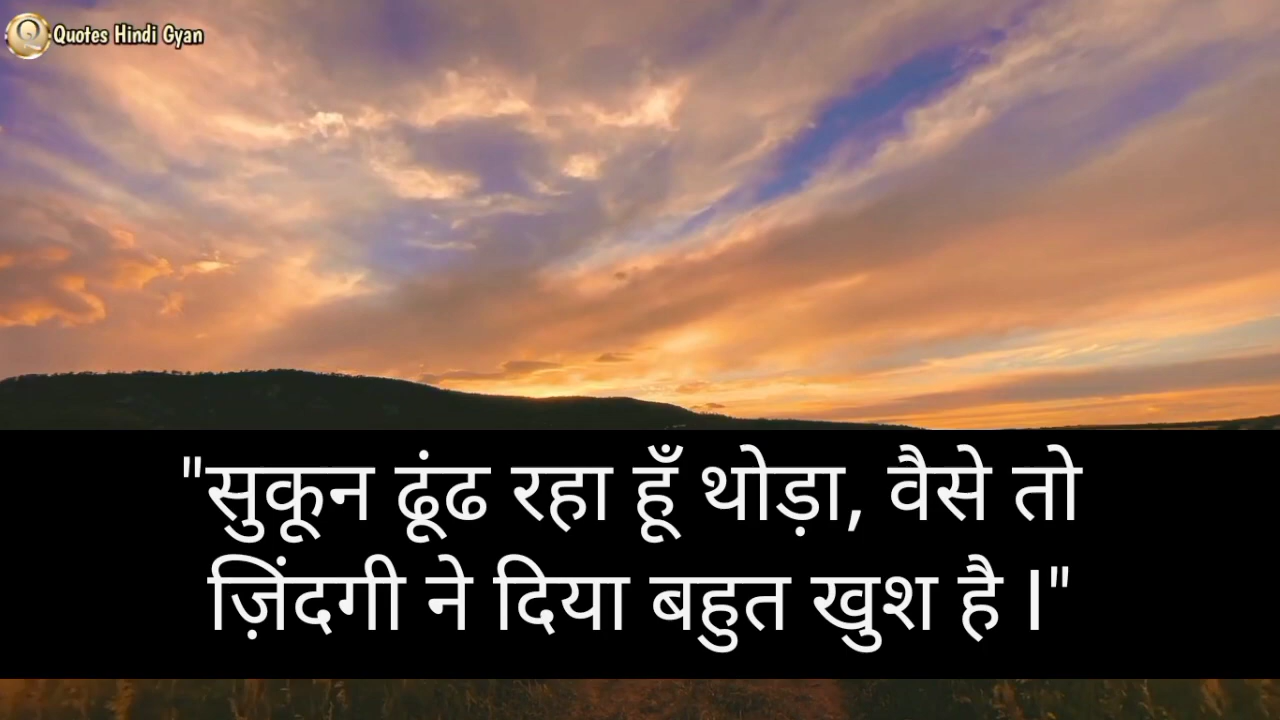 Quotes Hindi Gyan
"सुकून ढूंढ रहा हूँ थोड़ा, वैसे तो
ज़िंदगी ने दिया बहुत खुश है।"